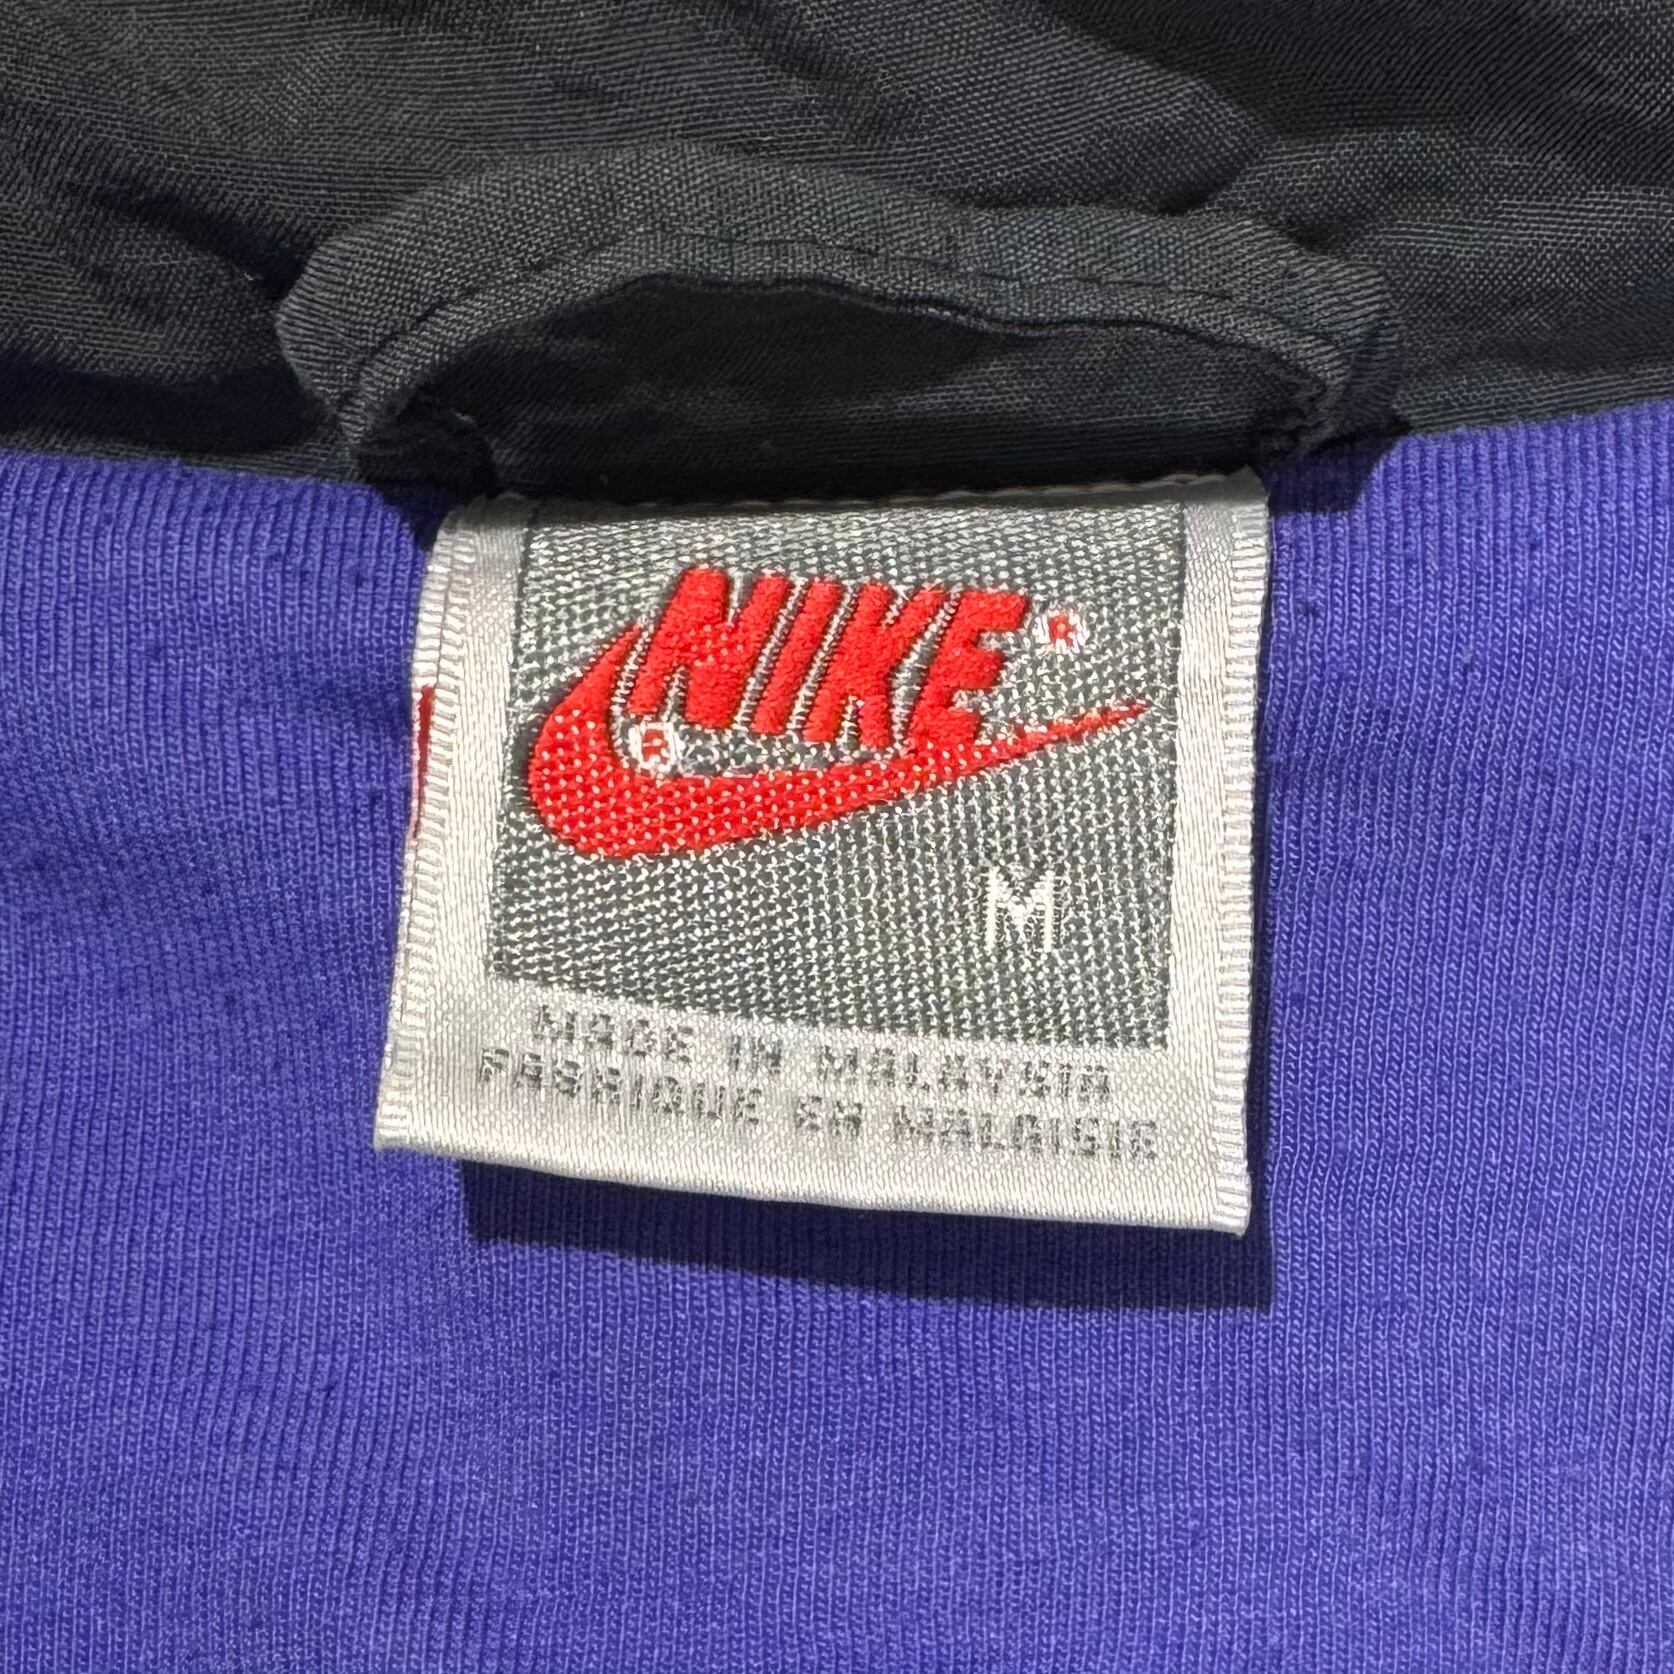 NIKE®
®
M
MADE IN MALAYSIA
FABRIQUE EN MALAISIE